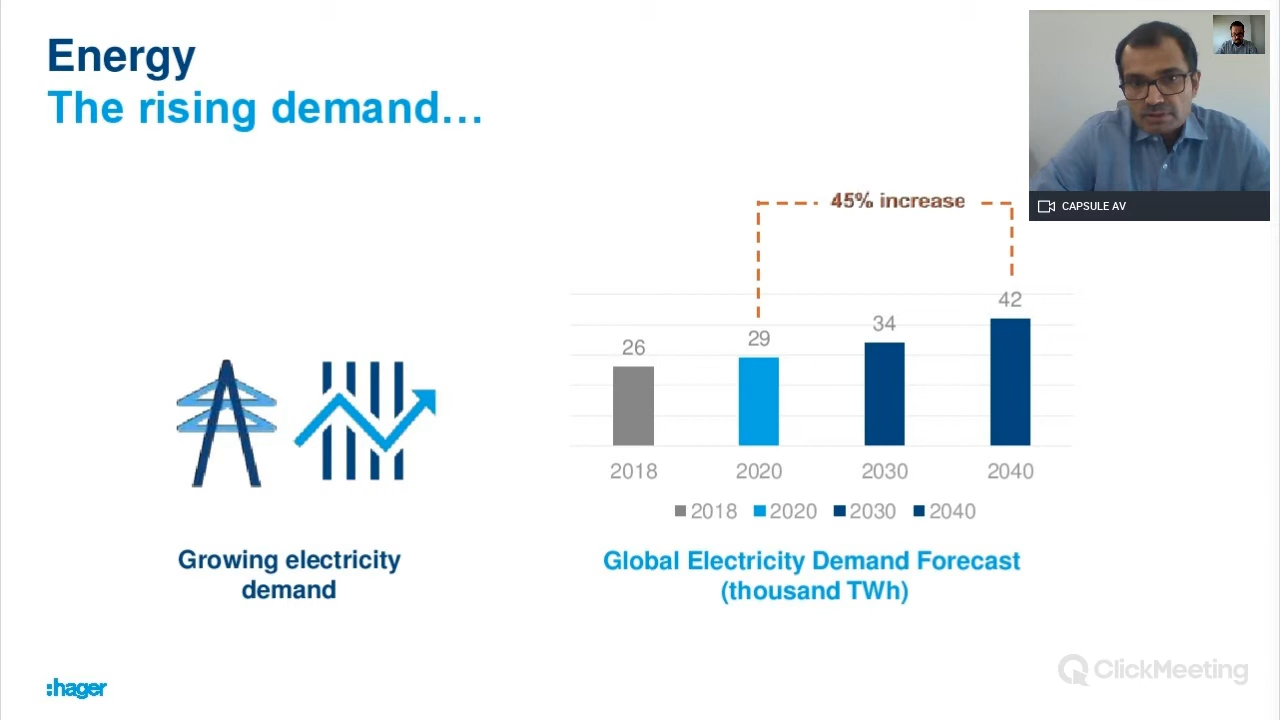 Energy
The rising demand…
CAPSULE AV
45% increase
26
29
34
42
2018
2020
2030
2040
2018 2020 2030 2040
Growing electricity
demand
Global Electricity Demand Forecast
(thousand TWh)
:hager
ClickMeeting